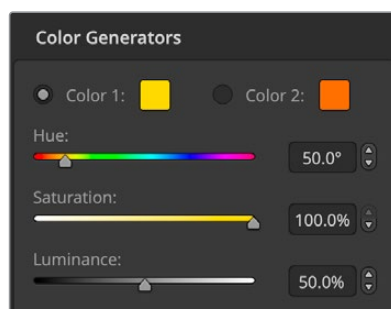 Color Generators
Color 1: Color 2:
Hue:
50.0°
Saturation:
100.0%
Luminance:
50.0%